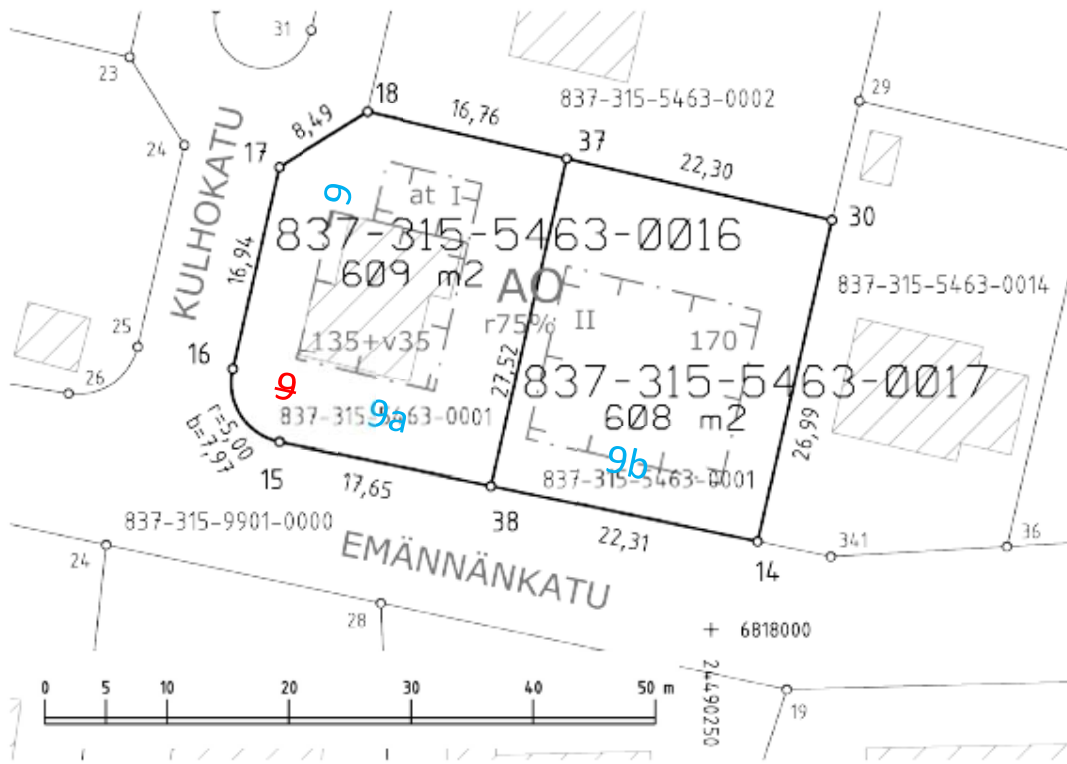 31
23
18
837-315-5463-0002
29
8,49
16,76
37
24
17
22,30
KULHOKATU
9
at I
30
837-315-5463-0016
609 m2
AO
837-315-5463-0014
16,94
r75%
II
135+v35
170
25
16
27,52
837-315-5463-0017
26
9
837-315-5463-0001
9a
608 m2
26,99
r=5,00
b=7,97
9b
15
17,65
837-315-5463-0001
38
837-315-9901-0000
22,31
36
24
EMÄNNÄNKATU
341
14
28
6818000
24490250
0 5 10 20 30 40 50 m
19